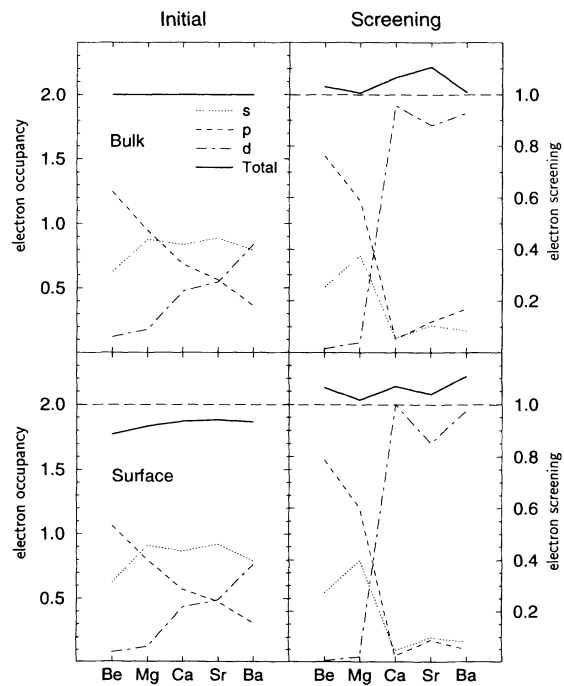 Initial
Screening
electron occupancy
2.0
1.5
1.0
0.5
Bulk
s
p
d
Total
1.0
0.8
0.6
0.4
0.2
electron screening
electron occupancy
2.0
1.5
1.0
0.5
Surface
1.0
0.8
0.6
0.4
0.2
electron screening
Be Mg Ca Sr Ba
Be Mg Ca Sr Ba